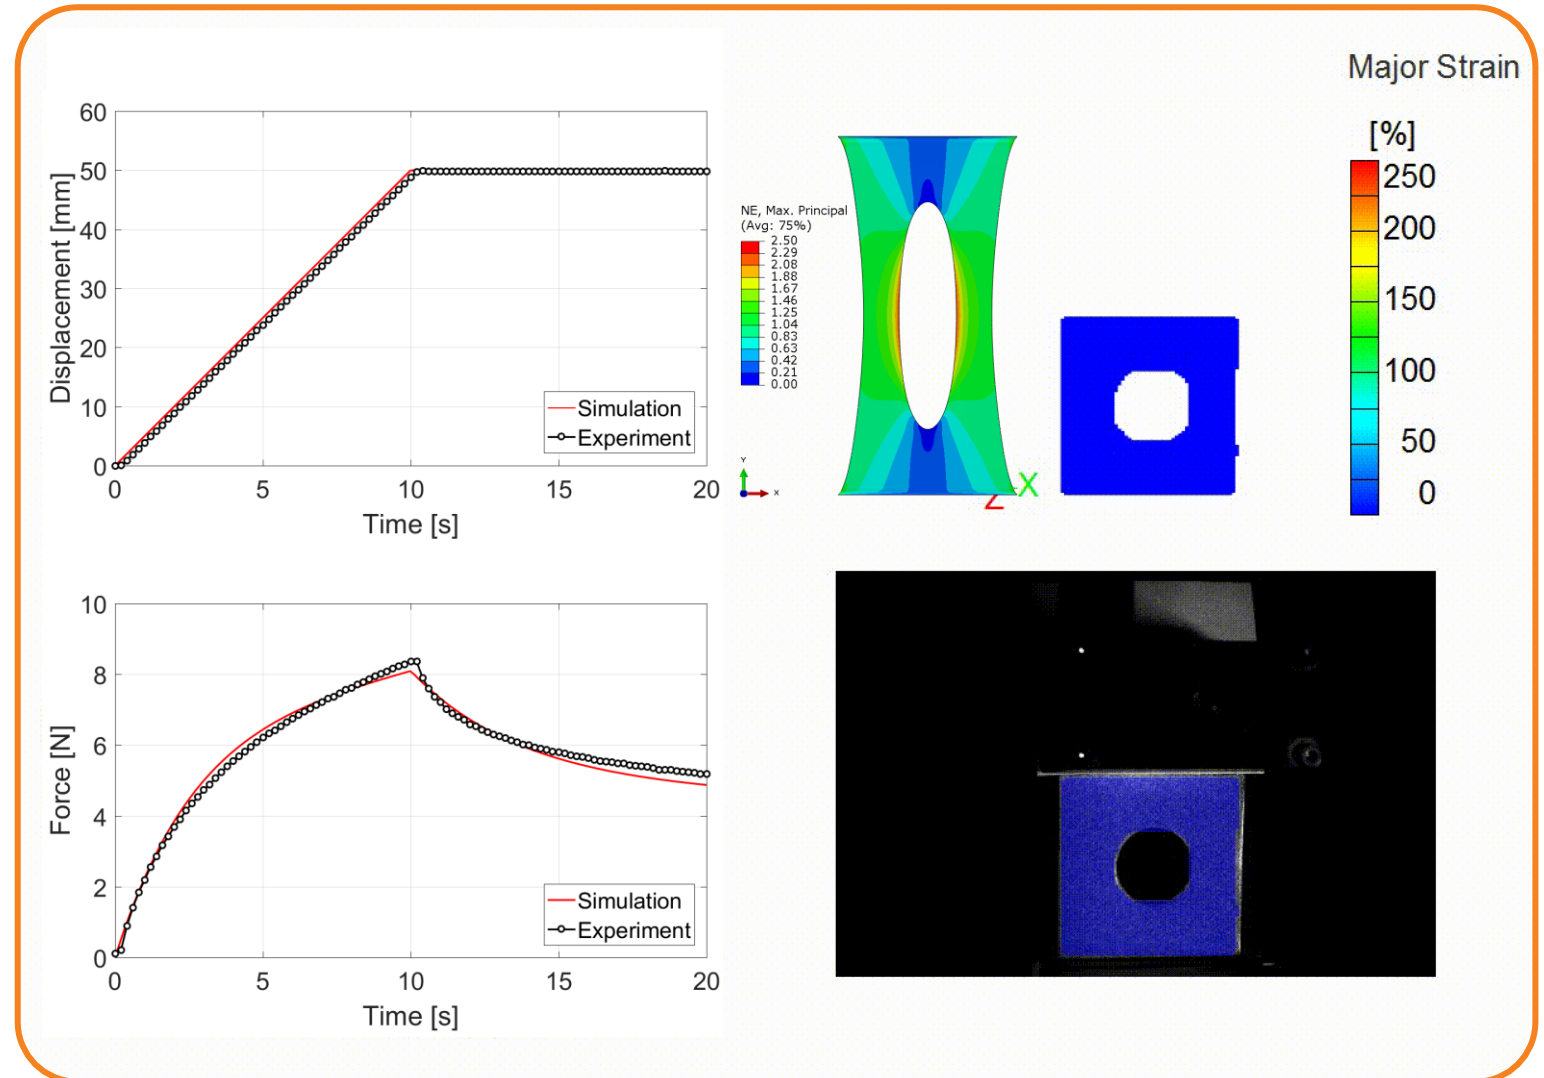 Major Strain
[%]
250
200
150
100
50
0
60
50
40
30
20
10
0
Displacement [mm]
Simulation
Experiment
0 5 10 15 20
Time [s]
NE, Max. Principal
(Avg: 75%)
2.50
2.29
2.08
1.88
1.67
1.46
1.25
1.04
0.83
0.63
0.42
0.21
0.00
Y
X
Z
X
10
8
6
4
2
0
Force [N]
Simulation
Experiment
0 5 10 15 20
Time [s]